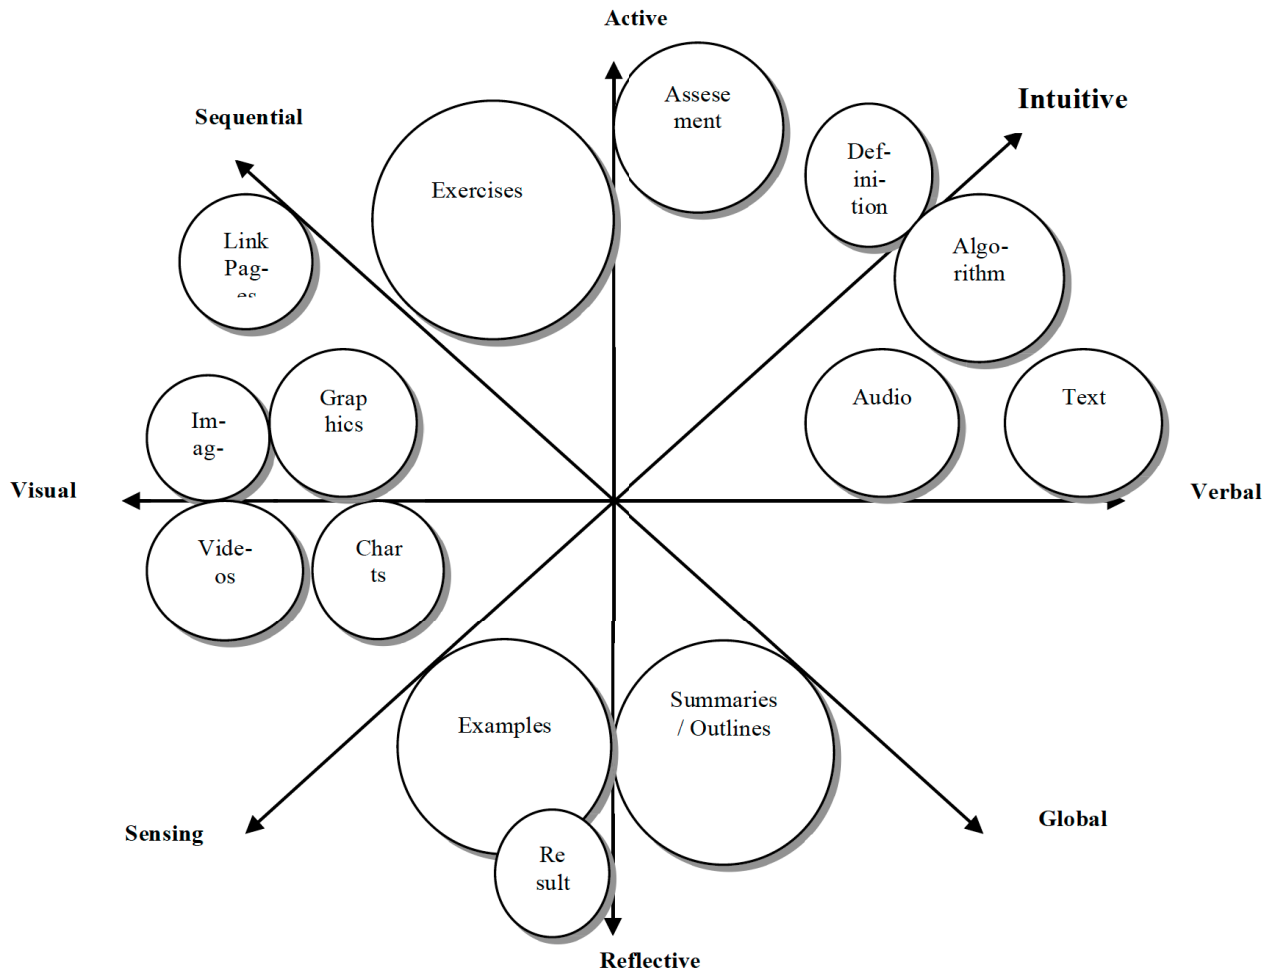 Active
Assese
ment
Intuitive
Sequential
Def-
ini-
tion
Exercises
Link
Pag-
es
Algo-
rithm
Grap
hics
Audio
Text
Im-
ag-
Visual
Verbal
Vide-
os
Char
ts
Summaries
/ Outlines
Examples
Sensing
Global
Re
sult
Reflective